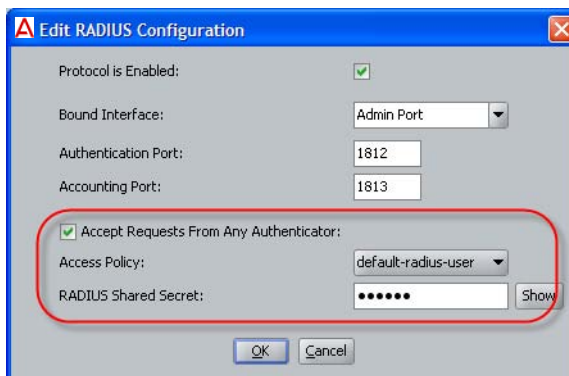 Edit RADIUS Configuration
Protocol is Enabled:
Bound Interface: Admin Port
Authentication Port: 1812
Accounting Port: 1813
Accept Requests From Any Authenticator:
Access Policy: default-radius-user
RADIUS Shared Secret: •••••• Show
OK Cancel